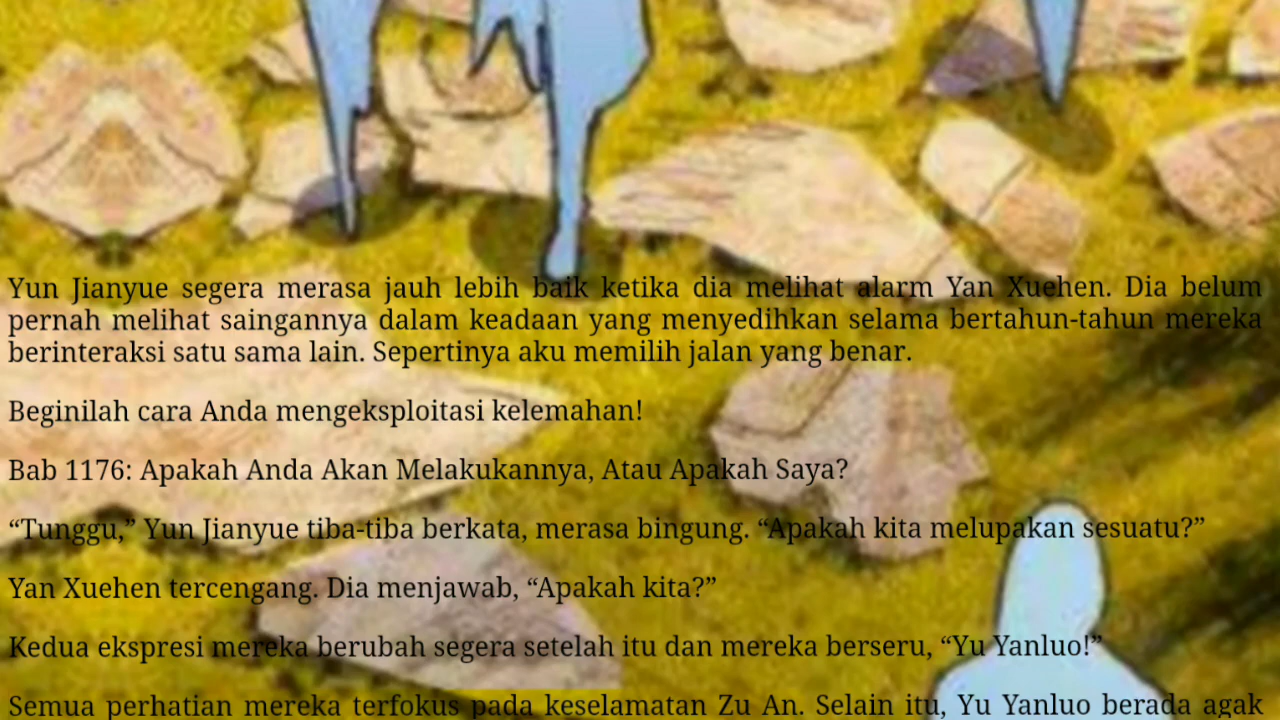 Yun Jianyue segera merasa jauh lebih baik ketika dia melihat alarm Yan Xuehen. Dia belum
pernah melihat saingannya dalam keadaan yang menyedihkan selama bertahun-tahun mereka
berinteraksi satu sama lain. Sepertinya aku memilih jalan yang benar.
Beginilah cara Anda mengeksploitasi kelemahan!
Bab 1176: Apakah Anda Akan Melakukannya, Atau Apakah Saya?
“Tunggu,” Yun Jianyue tiba-tiba berkata, merasa bingung. “Apakah kita melupakan sesuatu?”
Yan Xuehen tercengang. Dia menjawab, “Apakah kita?”
Kedua ekspresi mereka berubah segera setelah itu dan mereka berseru, “Yu Yanluo!”
Semua perhatian mereka terfokus pada keselamatan Zu An. Selain itu, Yu Yanluo berada agak